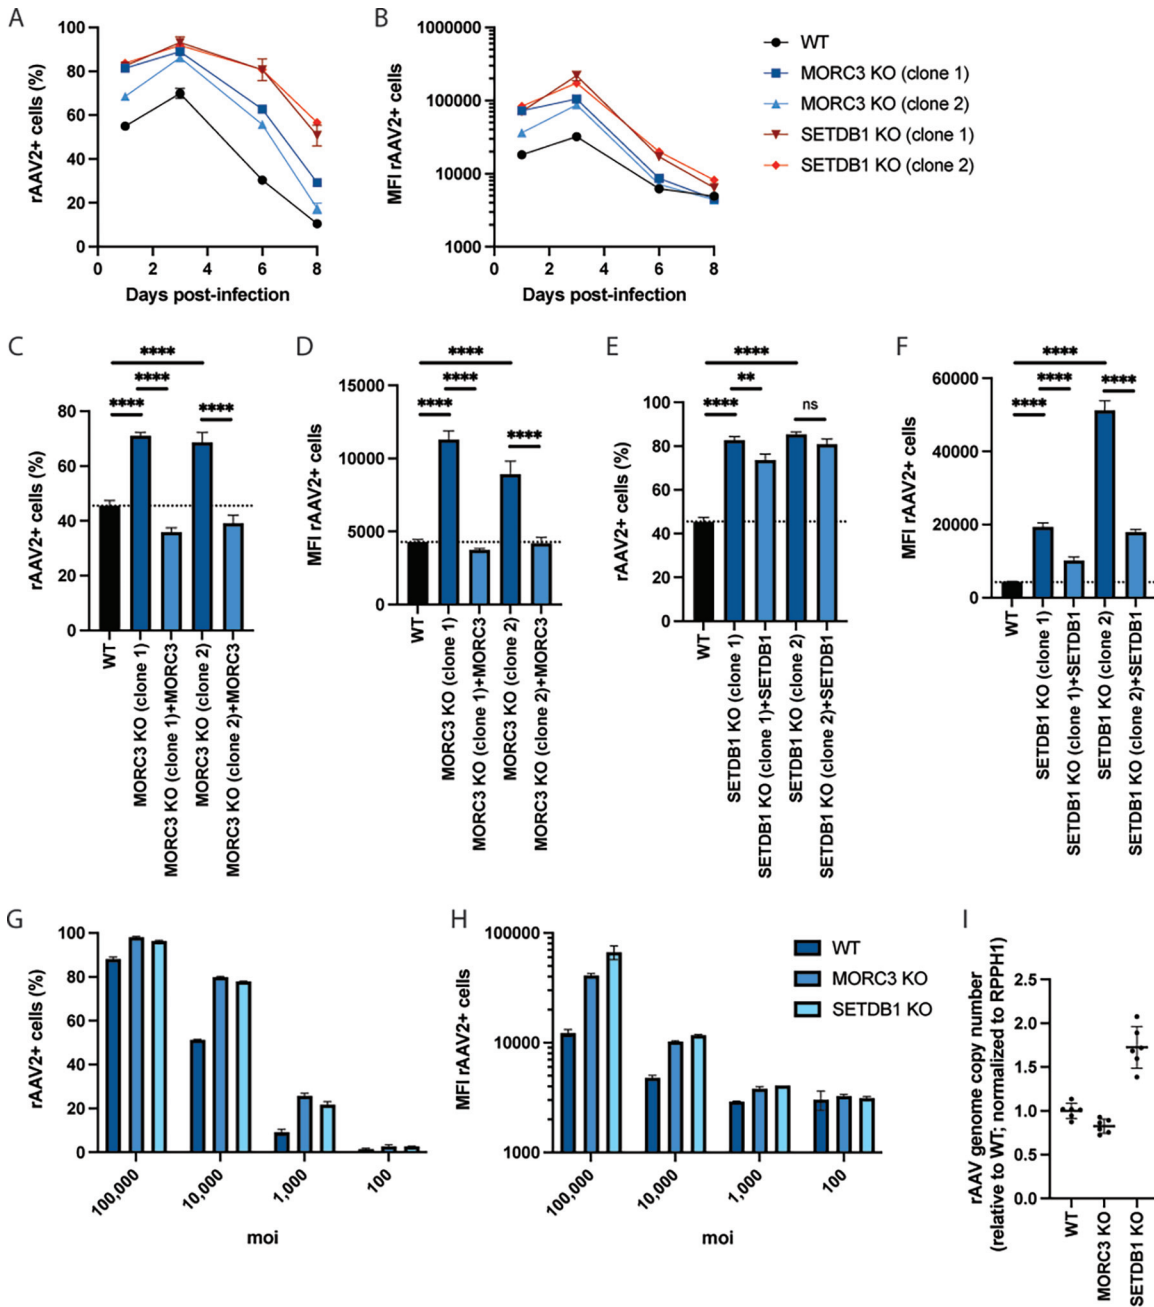 A
rAAV2+ cells (%)
100
80
60
40
20
0
0 2 4 6 8
Days post-infection
B
MFI rAAV2+ cells
1000000
100000
10000
1000
0 2 4 6 8
Days post-infection
WT
MORC3 KO (clone 1)
MORC3 KO (clone 2)
SETDB1 KO (clone 1)
SETDB1 KO (clone 2)
C
rAAV2+ cells (%)
80
60
40
20
0
****
****
**** ****
WT
MORC3 KO (clone 1)
MORC3 KO (clone 1)+MORC3
MORC3 KO (clone 2)
MORC3 KO (clone 2)+MORC3
D
MFI rAAV2+ cells
15000
10000
5000
0
****
****
****
****
WT
MORC3 KO (clone 1)
MORC3 KO (clone 1)+MORC3
MORC3 KO (clone 2)
MORC3 KO (clone 2)+MORC3
E
rAAV2+ cells (%)
100
80
60
40
20
0
****
**
****
ns
WT
SETDB1 KO (clone 1)
SETDB1 KO (clone 1)+SETDB1
SETDB1 KO (clone 2)
SETDB1 KO (clone 2)+SETDB1
F
MFI rAAV2+ cells
60000
40000
20000
0
****
**** ****
****
WT
SETDB1 KO (clone 1)
SETDB1 KO (clone 1)+SETDB1
SETDB1 KO (clone 2)
SETDB1 KO (clone 2)+SETDB1
G
rAAV2+ cells (%)
100
80
60
40
20
0
100,000
10,000
1,000
100
moi
H
MFI rAAV2+ cells
100000
10000
1000
100,000
10,000
1,000
100
moi
WT
MORC3 KO
SETDB1 KO
I
rAAV genome copy number
(relative to WT; normalized to RPPH1)
2.5
2.0
1.5
1.0
0.5
0.0
WT
MORC3 KO
SETDB1 KO